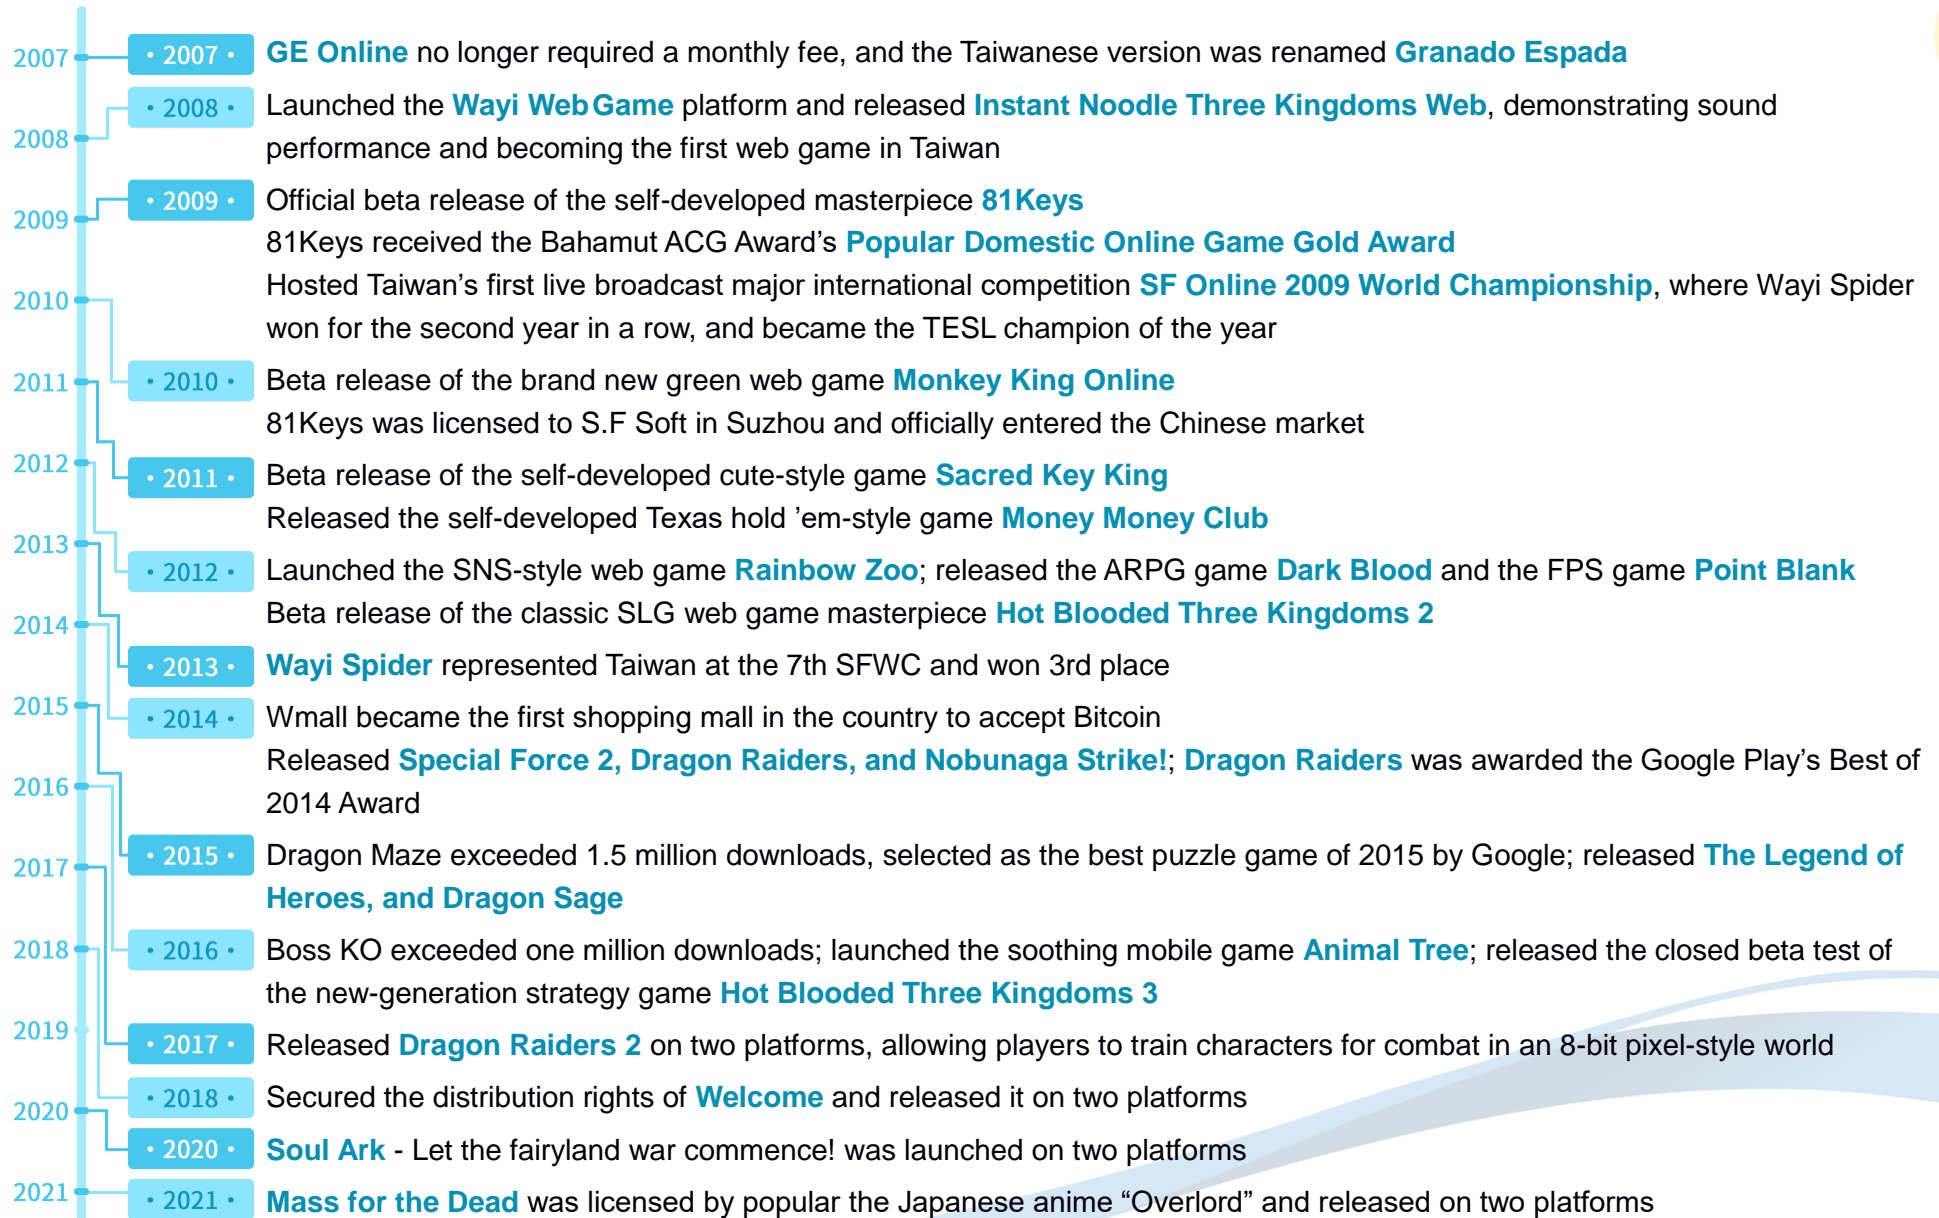 2007
2008
2009
2010
2011
2012
2013
2014
2015
2016
2017
2018
2019
2020
2021
• 2007 •
GE Online no longer required a monthly fee, and the Taiwanese version was renamed Granado Espada
• 2008 •
Launched the Wayi Web Game platform and released Instant Noodle Three Kingdoms Web, demonstrating sound
performance and becoming the first web game in Taiwan
• 2009 •
Official beta release of the self-developed masterpiece 81Keys
81Keys received the Bahamut ACG Award’s Popular Domestic Online Game Gold Award
Hosted Taiwan’s first live broadcast major international competition SF Online 2009 World Championship, where Wayi Spider
won for the second year in a row, and became the TESL champion of the year
• 2010 •
Beta release of the brand new green web game Monkey King Online
81Keys was licensed to S.F Soft in Suzhou and officially entered the Chinese market
• 2011 •
Beta release of the self-developed cute-style game Sacred Key King
Released the self-developed Texas hold ’em-style game Money Money Club
• 2012 •
Launched the SNS-style web game Rainbow Zoo; released the ARPG game Dark Blood and the FPS game Point Blank
Beta release of the classic SLG web game masterpiece Hot Blooded Three Kingdoms 2
• 2013 •
Wayi Spider represented Taiwan at the 7th SFWC and won 3rd place
• 2014 •
Wmall became the first shopping mall in the country to accept Bitcoin
Released Special Force 2, Dragon Raiders, and Nobunaga Strike!; Dragon Raiders was awarded the Google Play’s Best of
2014 Award
• 2015 •
Dragon Maze exceeded 1.5 million downloads, selected as the best puzzle game of 2015 by Google; released The Legend of
Heroes, and Dragon Sage
• 2016 •
Boss KO exceeded one million downloads; launched the soothing mobile game Animal Tree; released the closed beta test of
the new-generation strategy game Hot Blooded Three Kingdoms 3
• 2017 •
Released Dragon Raiders 2 on two platforms, allowing players to train characters for combat in an 8-bit pixel-style world
• 2018 •
Secured the distribution rights of Welcome and released it on two platforms
• 2020 •
Soul Ark - Let the fairyland war commence! was launched on two platforms
• 2021 •
Mass for the Dead was licensed by popular the Japanese anime “Overlord” and released on two platforms